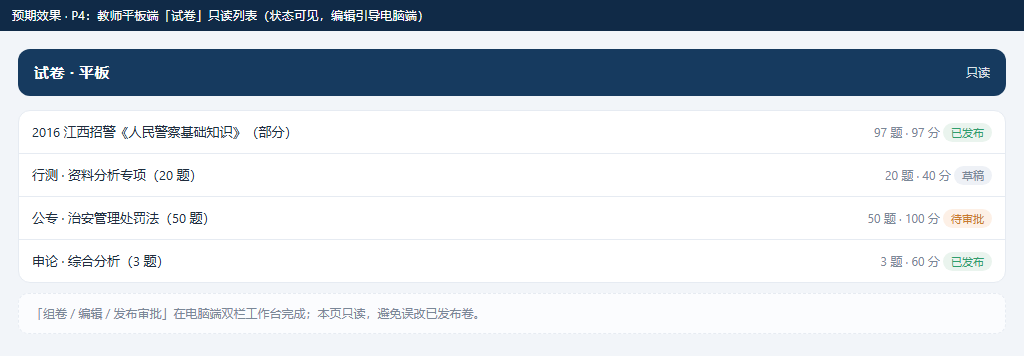 预期效果 · P4：教师平板端「试卷」只读列表（状态可见，编辑引导电脑端）
试卷 · 平板 只读
2016 江西招警《人民警察基础知识》（部分） 97 题 · 97 分 已发布
行测 · 资料分析专项（20 题） 20 题 · 40 分 草稿
公专 · 治安管理处罚法（50 题） 50 题 · 100 分 待审批
申论 · 综合分析（3 题） 3 题 · 60 分 已发布
「组卷 / 编辑 / 发布审批」在电脑端双栏工作台完成；本页只读，避免误改已发布卷。